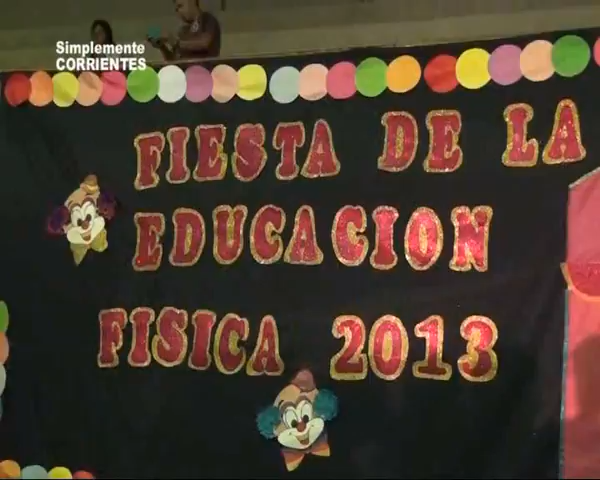 Simplemente
CORRIENTES
FIESTA DE LA
EDUCACION
FISICA 2013